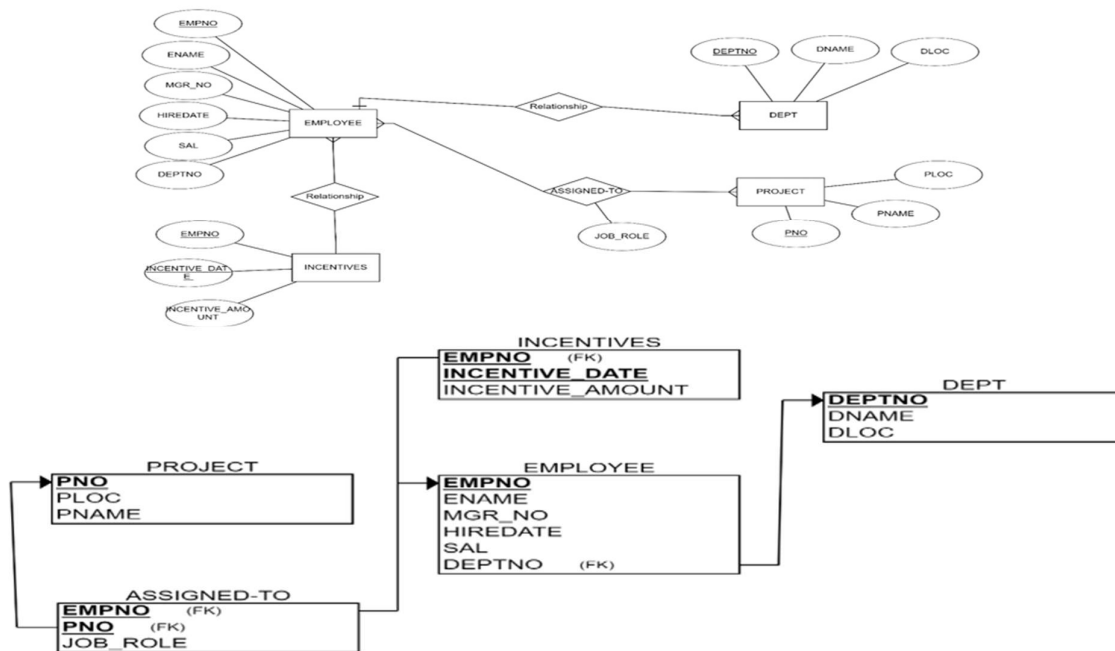 EMPNO
ENAME
MGR_NO
HIREDATE
SAL
DEPTNO
EMPLOYEE
Relationship
DEPTNO
DNAME
DLOC
DEPT
Relationship
ASSIGNED-TO
JOB_ROLE
PROJECT
PLOC
PNAME
PNO
EMPNO
INCENTIVE_DAT
E
INCENTIVE_AMO
UNT
INCENTIVES
INCENTIVES
EMPNO (FK)
INCENTIVE_DATE
INCENTIVE_AMOUNT
DEPT
DEPTNO
DNAME
DLOC
PROJECT
PNO
PLOC
PNAME
EMPLOYEE
EMPNO
ENAME
MGR_NO
HIREDATE
SAL
DEPTNO (FK)
ASSIGNED-TO
EMPNO (FK)
PNO (FK)
JOB_ROLE